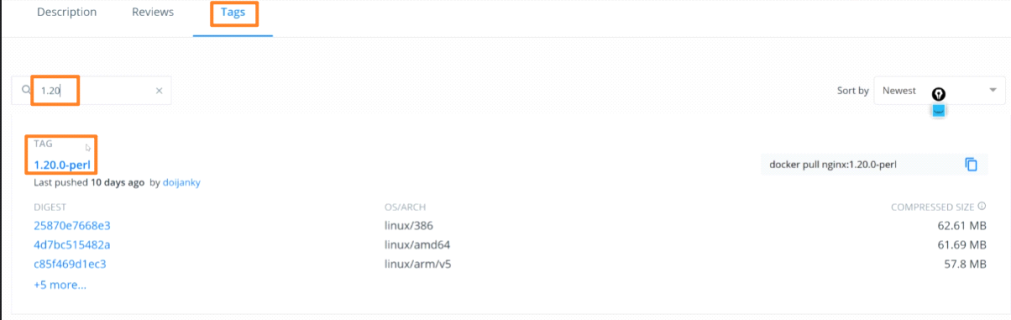 Description Reviews Tags
1.20 × Sort by Newest
TAG
1.20.0-perl docker pull nginx:1.20.0-perl
Last pushed 10 days ago by doijanky
DIGEST OS/ARCH COMPRESSED SIZE
25870e7668e3 linux/386 62.61 MB
4d7bc515482a linux/amd64 61.69 MB
c85f469d1ec3 linux/arm/v5 57.8 MB
+5 more...